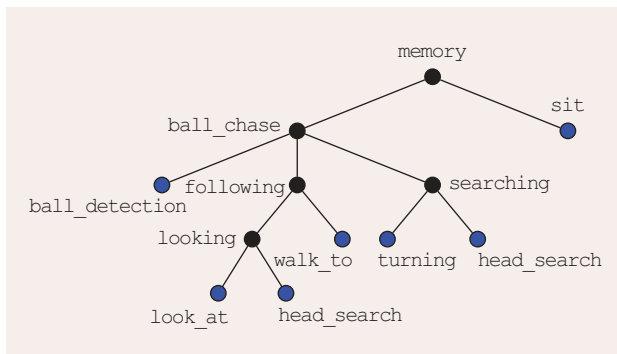 memory
sit
ball_chase
ball_detection
following
searching
looking
walk_to
turning
head_search
look_at
head_search